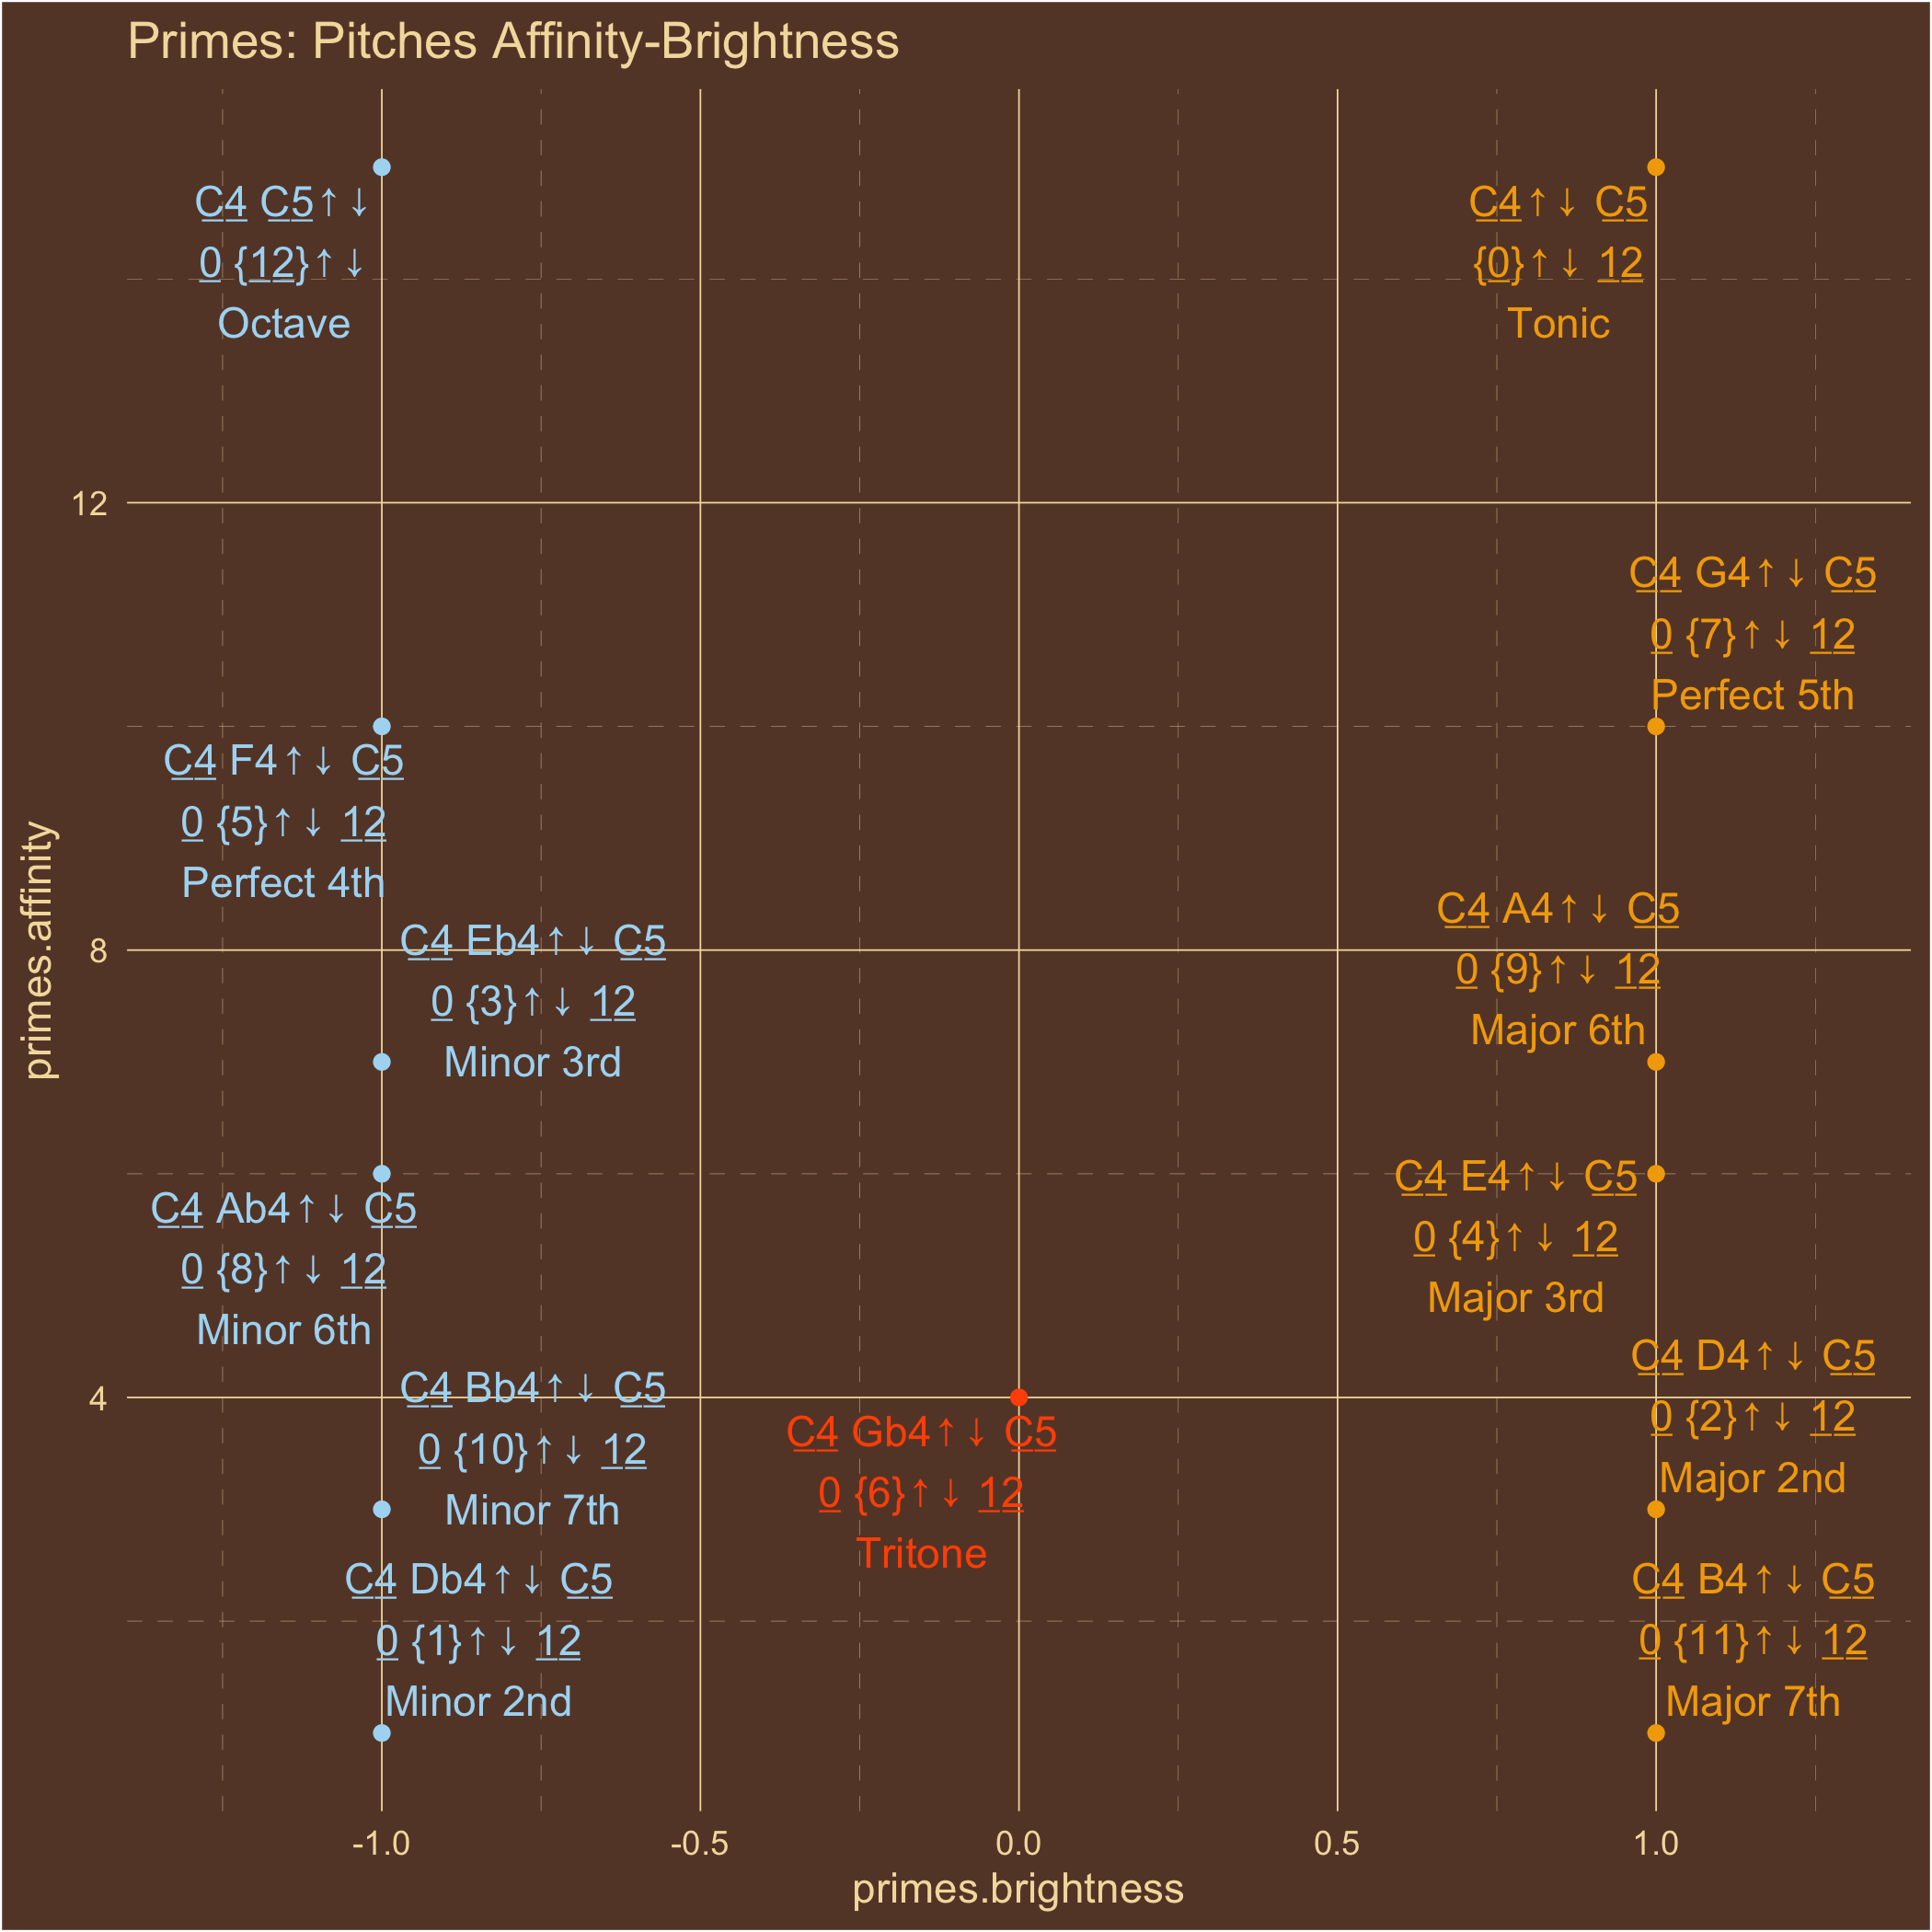 Primes: Pitches Affinity-Brightness
C4 C5↑↓
0 {12}↑↓
Octave
C4↑↓ C5
{0}↑↓ 12
Tonic
12
C4 G4↑↓ C5
0 {7}↑↓ 12
Perfect 5th
C4 F4↑↓ C5
0 {5}↑↓ 12
Perfect 4th
primes.affinity
C4 A4↑↓ C5
0 {9}↑↓ 12
Major 6th
8
C4 Eb4↑↓ C5
0 {3}↑↓ 12
Minor 3rd
C4 E4↑↓ C5
0 {4}↑↓ 12
Major 3rd
C4 Ab4↑↓ C5
0 {8}↑↓ 12
Minor 6th
C4 D4↑↓ C5
0 {2}↑↓ 12
Major 2nd
4
C4 Bb4↑↓ C5
0 {10}↑↓ 12
Minor 7th
C4 Gb4↑↓ C5
0 {6}↑↓ 12
Tritone
C4 Db4↑↓ C5
0 {1}↑↓ 12
Minor 2nd
C4 B4↑↓ C5
0 {11}↑↓ 12
Major 7th
-1.0 -0.5 0.0 0.5 1.0
primes.brightness